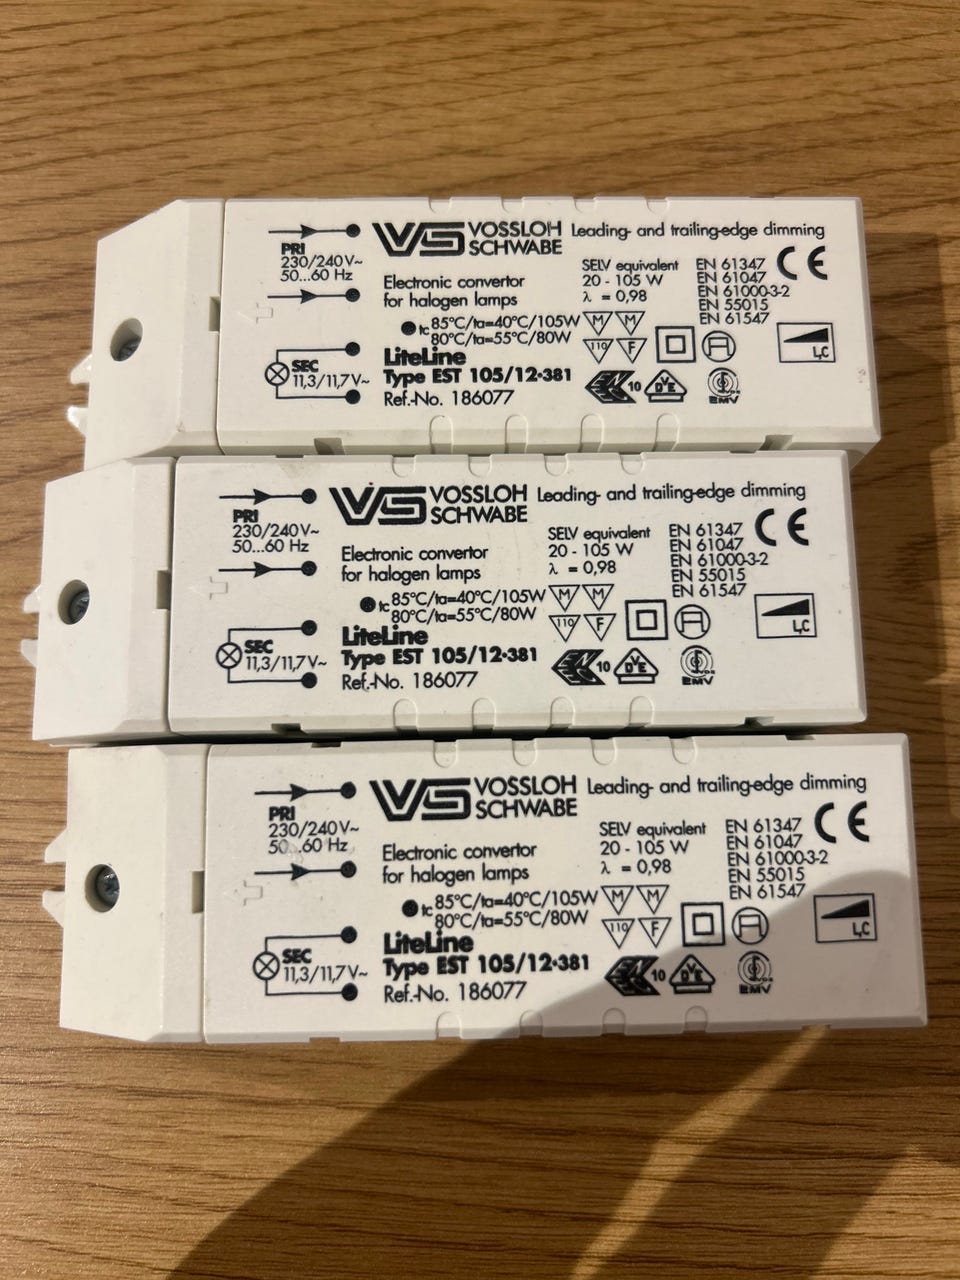 VS VOSSLOH SCHWABE Leading- and trailing-edge dimming
PRI
230/240V~
50...60 Hz
Electronic convertor
for halogen lamps
SELV equivalent
20 - 105 W
λ = 0,98
EN 61347
EN 61047
EN 61000-3-2
EN 55015
EN 61547
CE
tc 85°C/ta=40°C/105W
80°C/ta=55°C/80W
M M
110 F
SEC
11,3/11,7V~
LiteLine
Type EST 105/12.381
Ref.-No. 186077
10
VDE
EMV
L,C
VS VOSSLOH SCHWABE Leading- and trailing-edge dimming
PRI
230/240V~
50...60 Hz
Electronic convertor
for halogen lamps
SELV equivalent
20 - 105 W
λ = 0,98
EN 61347
EN 61047
EN 61000-3-2
EN 55015
EN 61547
CE
tc 85°C/ta=40°C/105W
80°C/ta=55°C/80W
M M
110 F
SEC
11,3/11,7V~
LiteLine
Type EST 105/12.381
Ref.-No. 186077
10
VDE
EMV
L,C
VS VOSSLOH SCHWABE Leading- and trailing-edge dimming
PRI
230/240V~
50...60 Hz
Electronic convertor
for halogen lamps
SELV equivalent
20 - 105 W
λ = 0,98
EN 61347
EN 61047
EN 61000-3-2
EN 55015
EN 61547
CE
tc 85°C/ta=40°C/105W
80°C/ta=55°C/80W
M M
110 F
SEC
11,3/11,7V~
LiteLine
Type EST 105/12.381
Ref.-No. 186077
10
VDE
EMV
L,C